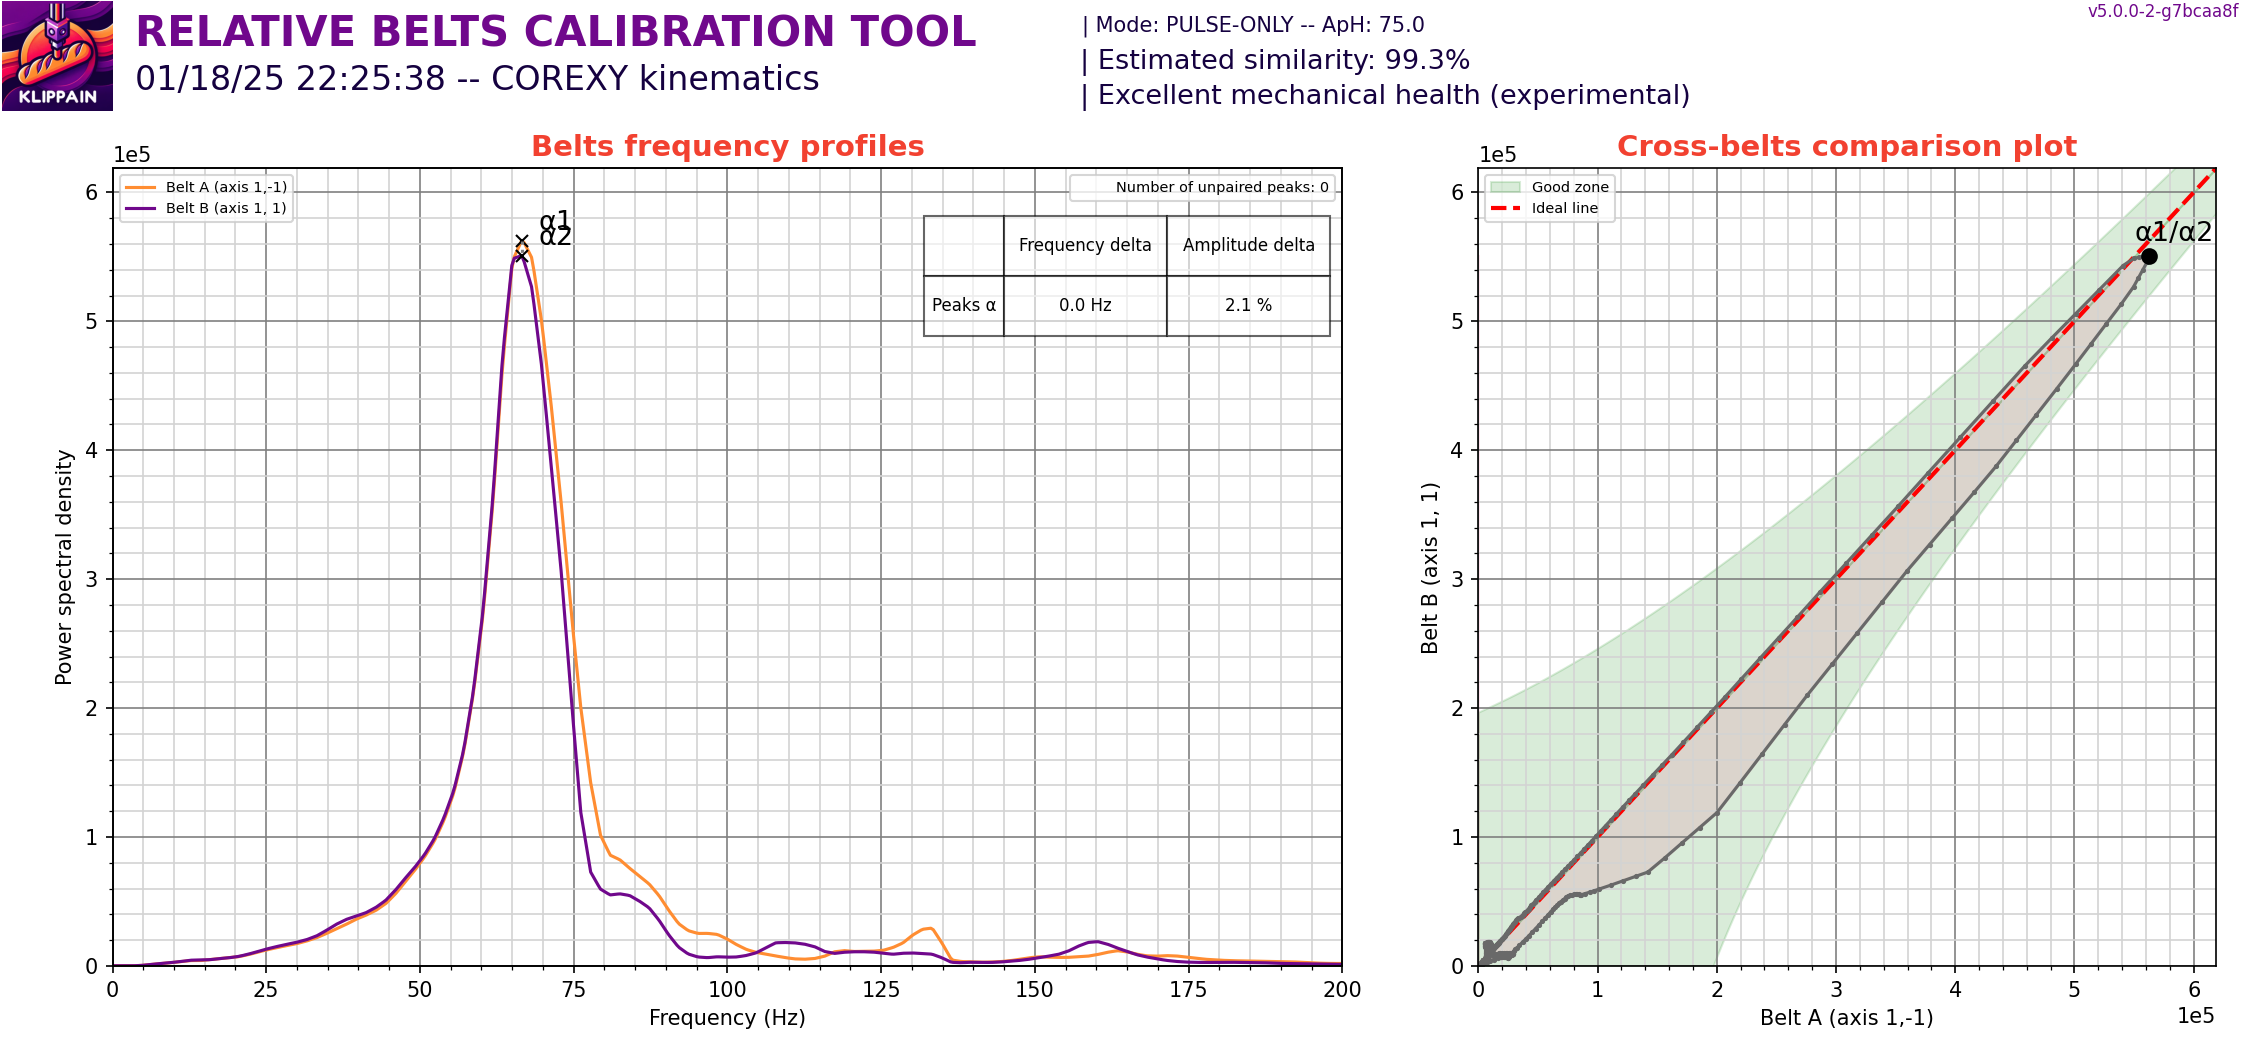 KLIPPAIN
RELATIVE BELTS CALIBRATION TOOL
01/18/25 22:25:38 -- COREXY kinematics
| Mode: PULSE-ONLY -- ApH: 75.0
| Estimated similarity: 99.3%
| Excellent mechanical health (experimental)
v5.0.0-2-g7bcaa8f
Belts frequency profiles
1e5
Belt A (axis 1,-1)
Belt B (axis 1, 1)
Number of unpaired peaks: 0
α1
α2
Frequency delta Amplitude delta
Peaks α 0.0 Hz 2.1 %
6
5
4
3
2
1
0
Power spectral density
0 25 50 75 100 125 150 175 200
Frequency (Hz)
Cross-belts comparison plot
1e5
Good zone
Ideal line
α1/α2
6
5
4
3
2
1
0
Belt B (axis 1, 1)
0 1 2 3 4 5 6
1e5
Belt A (axis 1,-1)